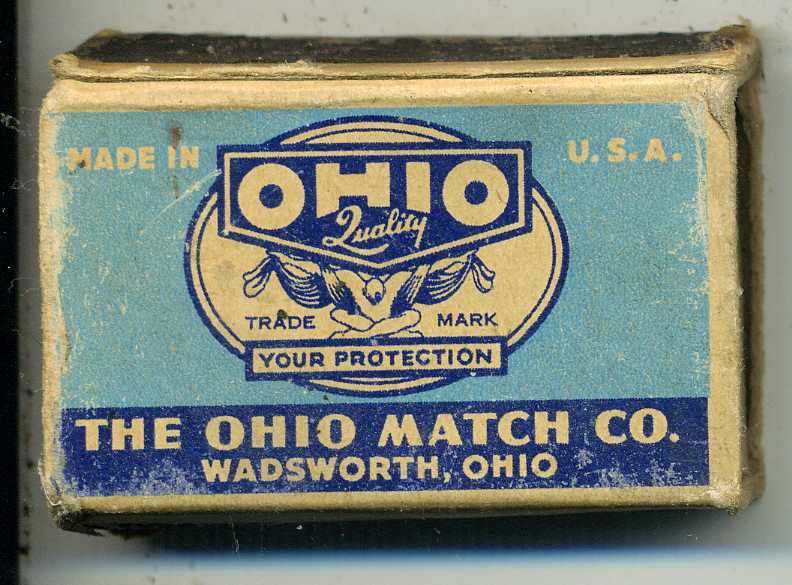 MADE IN U.S.A.
OHIO
Quality
TRADE MARK
YOUR PROTECTION
THE OHIO MATCH CO.
WADSWORTH, OHIO